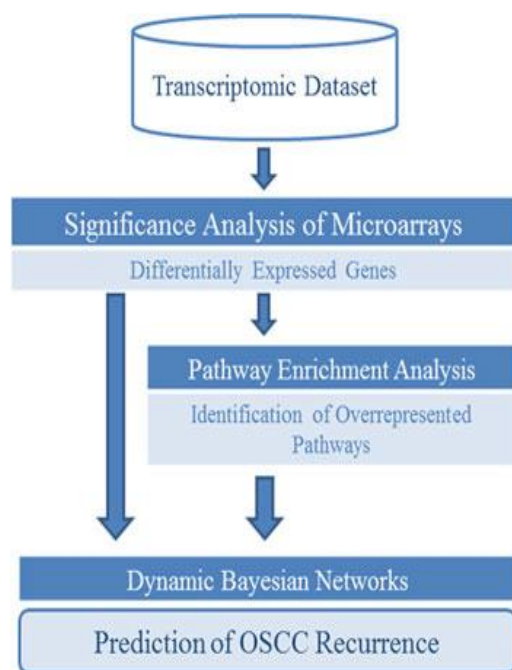 Transcriptomic Dataset
Significance Analysis of Microarrays
Differentially Expressed Genes
Pathway Enrichment Analysis
Identification of Overrepresented
Pathways
Dynamic Bayesian Networks
Prediction of OSCC Recurrence